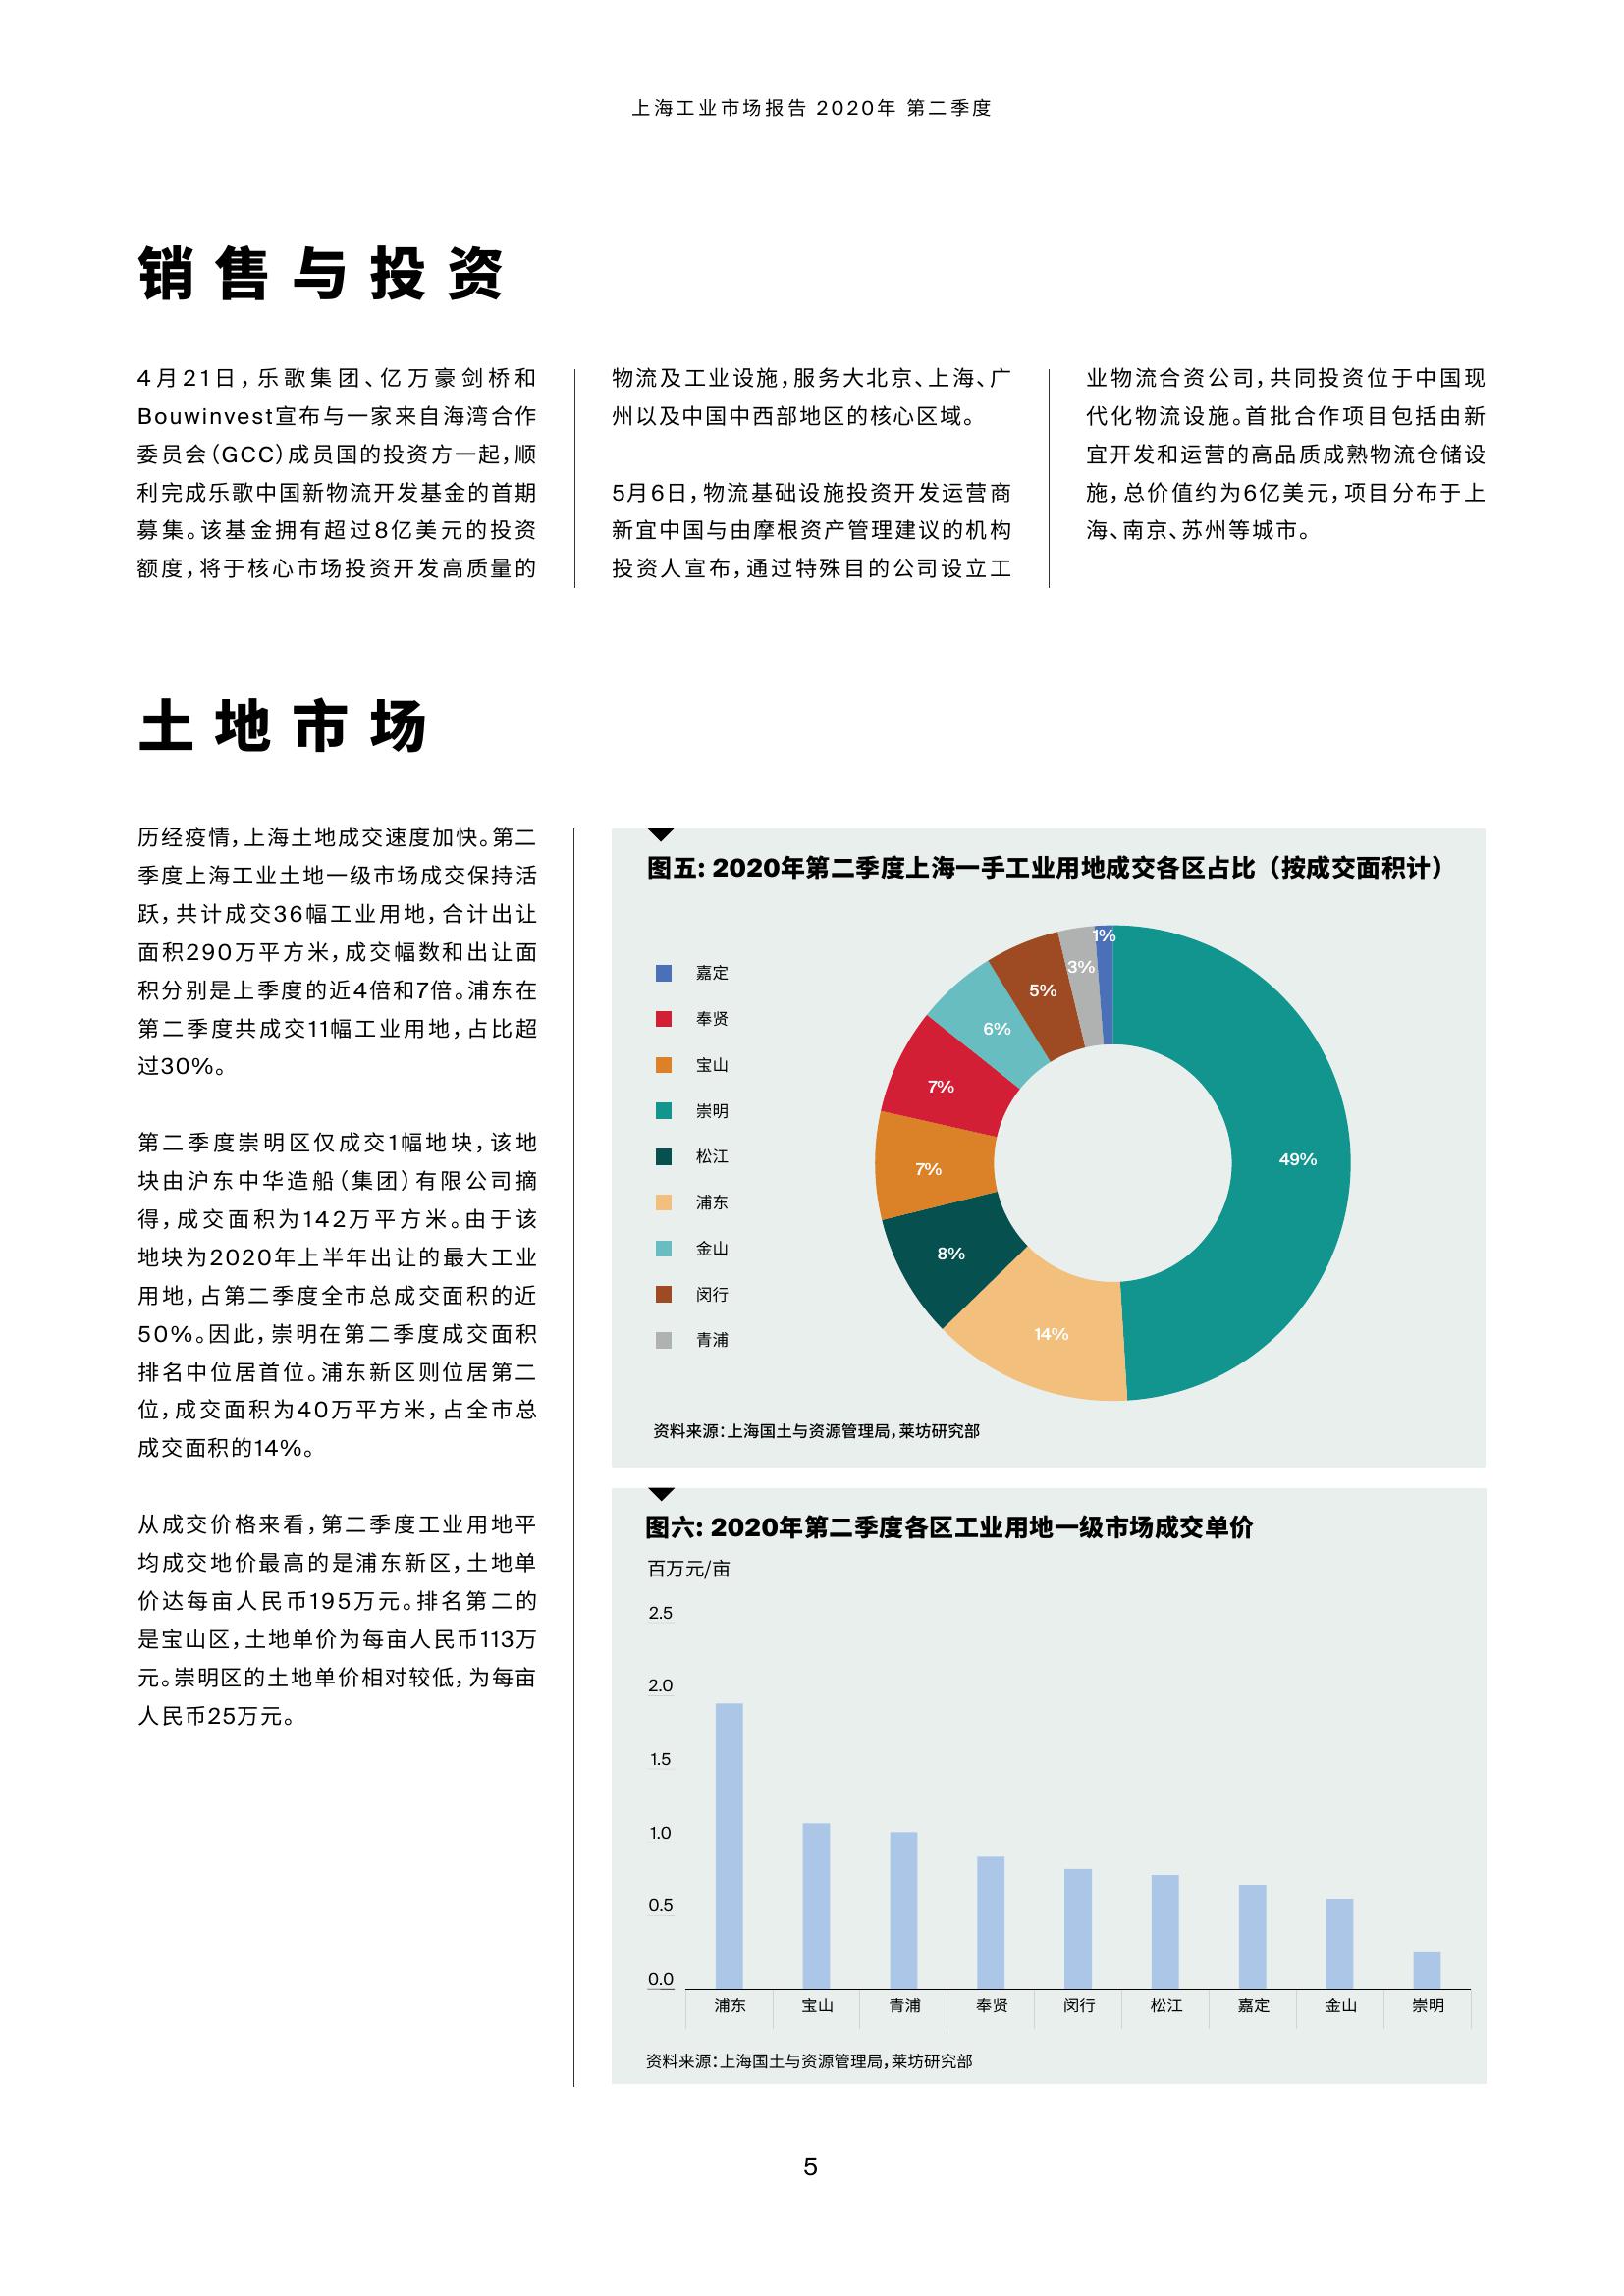 上海工业市场报告 2020年 第二季度
销售与投资
4月21日，乐歌集团、亿万豪剑桥和
Bouwinvest宣布与一家来自海湾合作
委员会（GCC）成员国的投资方一起，顺
利完成乐歌中国新物流开发基金的首期
募集。该基金拥有超过8亿美元的投资
额度，将于核心市场投资开发高质量的
物流及工业设施，服务大北京、上海、广
州以及中国中西部地区的核心区域。
5月6日，物流基础设施投资开发运营商
新宜中国与由摩根资产管理建议的机构
投资人宣布，通过特殊目的公司设立工
业物流合资公司，共同投资位于中国现
代化物流设施。首批合作项目包括由新
宜开发和运营的高品质成熟物流仓储设
施，总价值约为6亿美元，项目分布于上
海、南京、苏州等城市。
土地市场
历经疫情，上海土地成交速度加快。第二
季度上海工业土地一级市场成交保持活
跃，共计成交36幅工业用地，合计出让
面积290万平方米，成交幅数和出让面
积分别是上季度的近4倍和7倍。浦东在
第二季度共成交11幅工业用地，占比超
过30%。
第二季度崇明区仅成交1幅地块，该地
块由沪东中华造船（集团）有限公司摘
得，成交面积为142万平方米。由于该
地块为2020年上半年出让的最大工业
用地，占第二季度全市总成交面积的近
50%。因此，崇明在第二季度成交面积
排名中位居首位。浦东新区则位居第二
位，成交面积为40万平方米，占全市总
成交面积的14%。
从成交价格来看，第二季度工业用地平
均成交地价最高的是浦东新区，土地单
价达每亩人民币195万元。排名第二的
是宝山区，土地单价为每亩人民币113万
元。崇明区的土地单价相对较低，为每亩
人民币25万元。
图五: 2020年第二季度上海一手工业用地成交各区占比（按成交面积计）
嘉定
奉贤
宝山
崇明
松江
浦东
金山
闵行
青浦
1%
3%
5%
6%
7%
7%
8%
14%
49%
资料来源：上海国土与资源管理局，莱坊研究部
图六: 2020年第二季度各区工业用地一级市场成交单价
百万元/亩
2.5
2.0
1.5
1.0
0.5
0.0
浦东 宝山 青浦 奉贤 闵行 松江 嘉定 金山 崇明
资料来源：上海国土与资源管理局，莱坊研究部
5